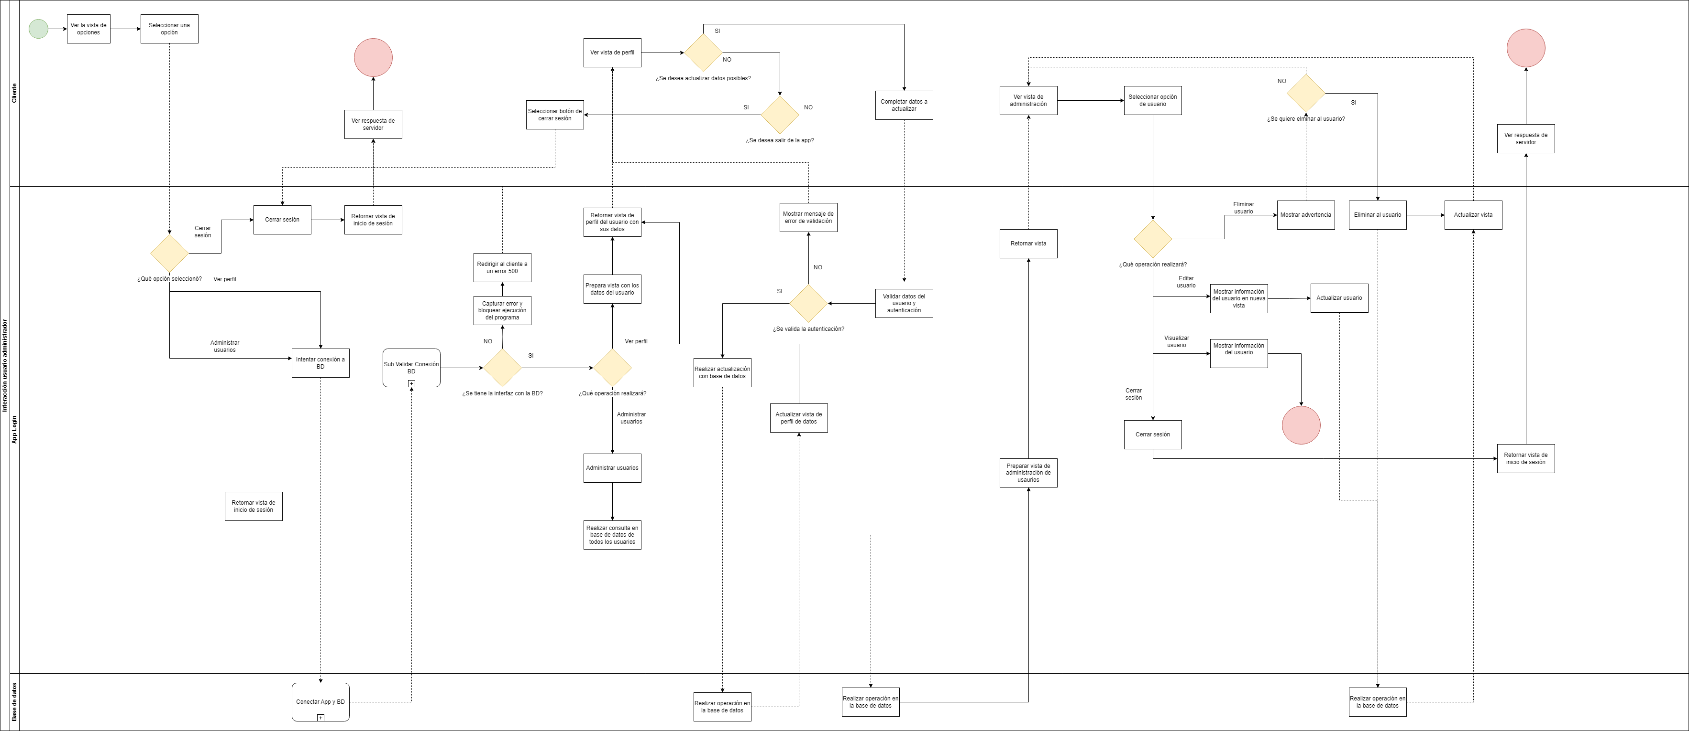 Interacción usuario administrador
Cliente
Ver la vista de
opciones
Seleccionar una
opción
Ver respuesta de
servidor
Ver vista de perfil
SI
NO
¿Se desea actualizar datos posibles?
SI
NO
¿Se desea salir de la app?
Seleccionar botón de
cerrar sesión
Completar datos a
actualizar
Ver vista de
administración
Seleccionar opción
de usuario
NO
SI
¿Se quiere elminar al usuario?
Ver respuesta de
servidor
App Login
¿Qué opción seleccionó?
Cerrar
sesión
Ver perfil
Administrar
usuarios
Cerrar sesión
Retornar vista de
inicio de sesión
Intentar conexión a
BD
Retornar vista de
inicio de sesión
Sub Validar Conexión
BD
Redirigir al cliente a
un error 500
Capturar error y
bloquear ejecución
del programa
NO
SI
¿Se tiene la interfaz con la BD?
Retornar vista de
perfil del usuario con
sus datos
Prepara vista con los
datos del usuario
Ver perfil
¿Qué operación realizará?
Administrar
usuarios
Administrar usuarios
Realizar consulta en
base de datos de
todos los usuarios
Mostrar mensaje de
error de validación
NO
SI
¿Se valida la autenticación?
Validar datos del
usuario y
autenticación
Realizar actualización
con base de datos
Actualizar vista de
perfil de datos
Retornar vista
Preparar vista de
administración de
usaurios
¿Qué operación realizará?
Eliminar
usuario
Mostrar advertencia
Eliminar al usuario
Actualizar vista
Editar
usuario
Mostrar información
del usuario en nueva
vista
Actualizar usuario
Visualizar
usuario
Mostrar información
del usuario
Cerrar
sesión
Cerrar sesión
Retornar vista de
inicio de sesión
Base de datos
Conectar App y BD
Realizar operación en
la base de datos
Realizar operación en
la base de datos
Realizar operación en
la base de datos